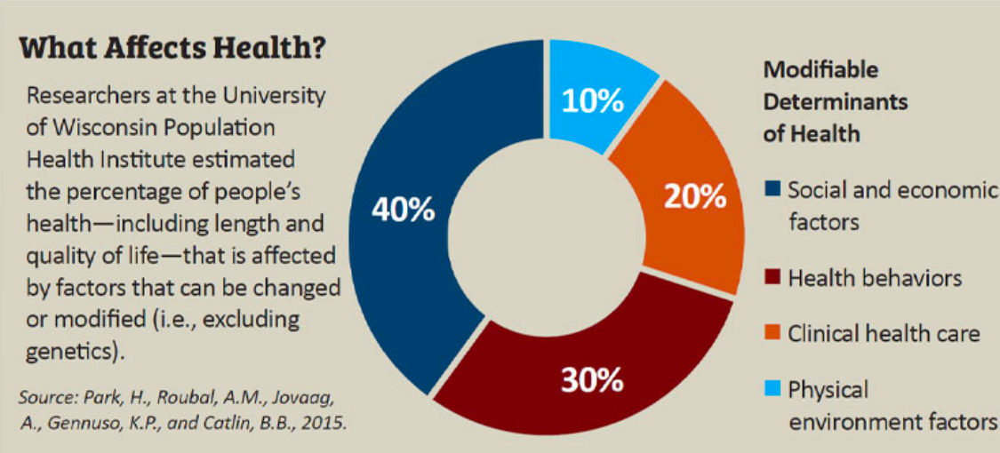 What Affects Health?
Researchers at the University
of Wisconsin Population
Health Institute estimated
the percentage of people's
health—including length and
quality of life—that is affected
by factors that can be changed
or modified (i.e., excluding
genetics).
Source: Park, H., Roubal, A.M., Jovaag,
A., Gennuso, K.P., and Catlin, B.B., 2015.
10%
20%
40%
30%
Modifiable
Determinants
of Health
Social and economic
factors
Health behaviors
Clinical health care
Physical
environment factors